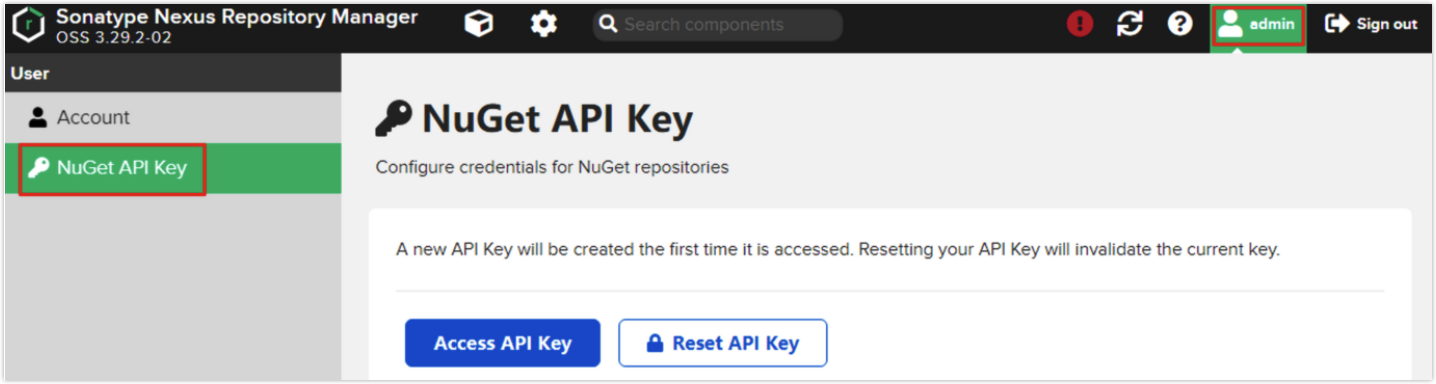 Sonatype Nexus Repository Manager
OSS 3.29.2-02
Search components
admin
Sign out
User
Account
NuGet API Key
NuGet API Key
Configure credentials for NuGet repositories
A new API Key will be created the first time it is accessed. Resetting your API Key will invalidate the current key.
Access API Key
Reset API Key